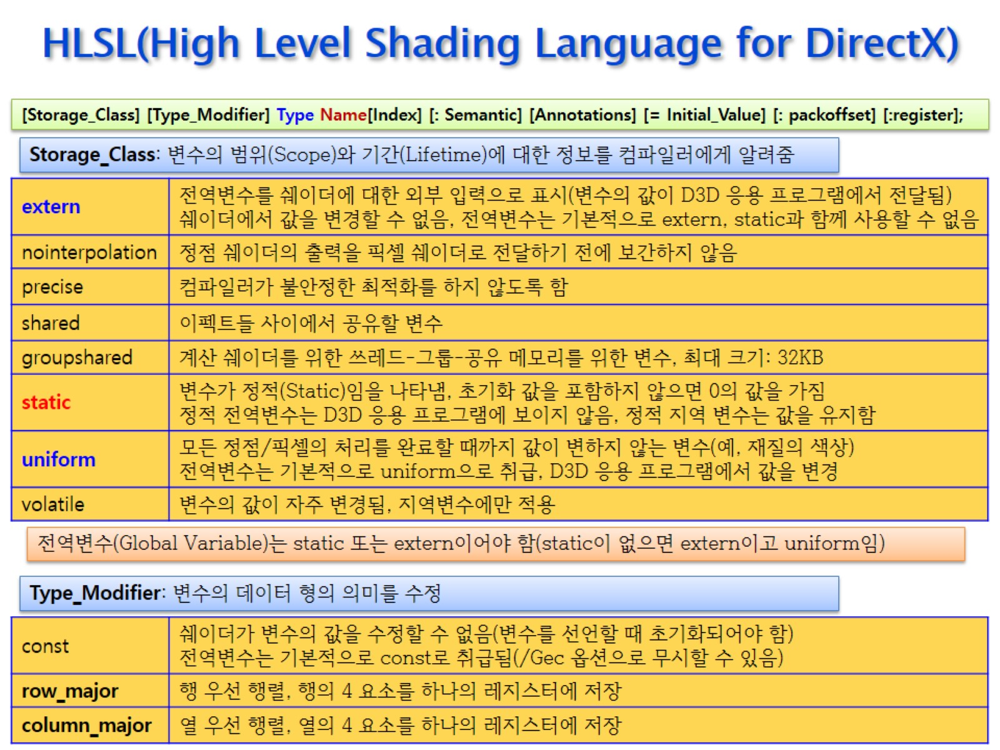 HLSL(High Level Shading Language for DirectX)
[Storage_Class] [Type_Modifier] Type Name[Index] [: Semantic] [Annotations] [= Initial_Value] [: packoffset] [:register];
Storage_Class: 변수의 범위(Scope)와 기간(Lifetime)에 대한 정보를 컴파일러에게 알려줌
extern
전역변수를 쉐이더에 대한 외부 입력으로 표시(변수의 값이 D3D 응용 프로그램에서 전달됨)
쉐이더에서 값을 변경할 수 없음, 전역변수는 기본적으로 extern, static과 함께 사용할 수 없음
nointerpolation
정점 쉐이더의 출력을 픽셀 쉐이더로 전달하기 전에 보간하지 않음
precise
컴파일러가 불안정한 최적화를 하지 않도록 함
shared
이펙트들 사이에서 공유할 변수
groupshared
계산 쉐이더를 위한 쓰레드-그룹-공유 메모리를 위한 변수, 최대 크기: 32KB
static
변수가 정적(Static)임을 나타냄, 초기화 값을 포함하지 않으면 0의 값을 가짐
정적 전역변수는 D3D 응용 프로그램에 보이지 않음, 정적 지역 변수는 값을 유지함
uniform
모든 정점/픽셀의 처리를 완료할 때까지 값이 변하지 않는 변수(예, 재질의 색상)
전역변수는 기본적으로 uniform으로 취급, D3D 응용 프로그램에서 값을 변경
volatile
변수의 값이 자주 변경됨, 지역변수에만 적용
전역변수(Global Variable)는 static 또는 extern이어야 함(static이 없으면 extern이고 uniform임)
Type_Modifier: 변수의 데이터 형의 의미를 수정
const
쉐이더가 변수의 값을 수정할 수 없음(변수를 선언할 때 초기화되어야 함)
전역변수는 기본적으로 const로 취급됨(/Gec 옵션으로 무시할 수 있음)
row_major
행 우선 행렬, 행의 4 요소를 하나의 레지스터에 저장
column_major
열 우선 행렬, 열의 4 요소를 하나의 레지스터에 저장